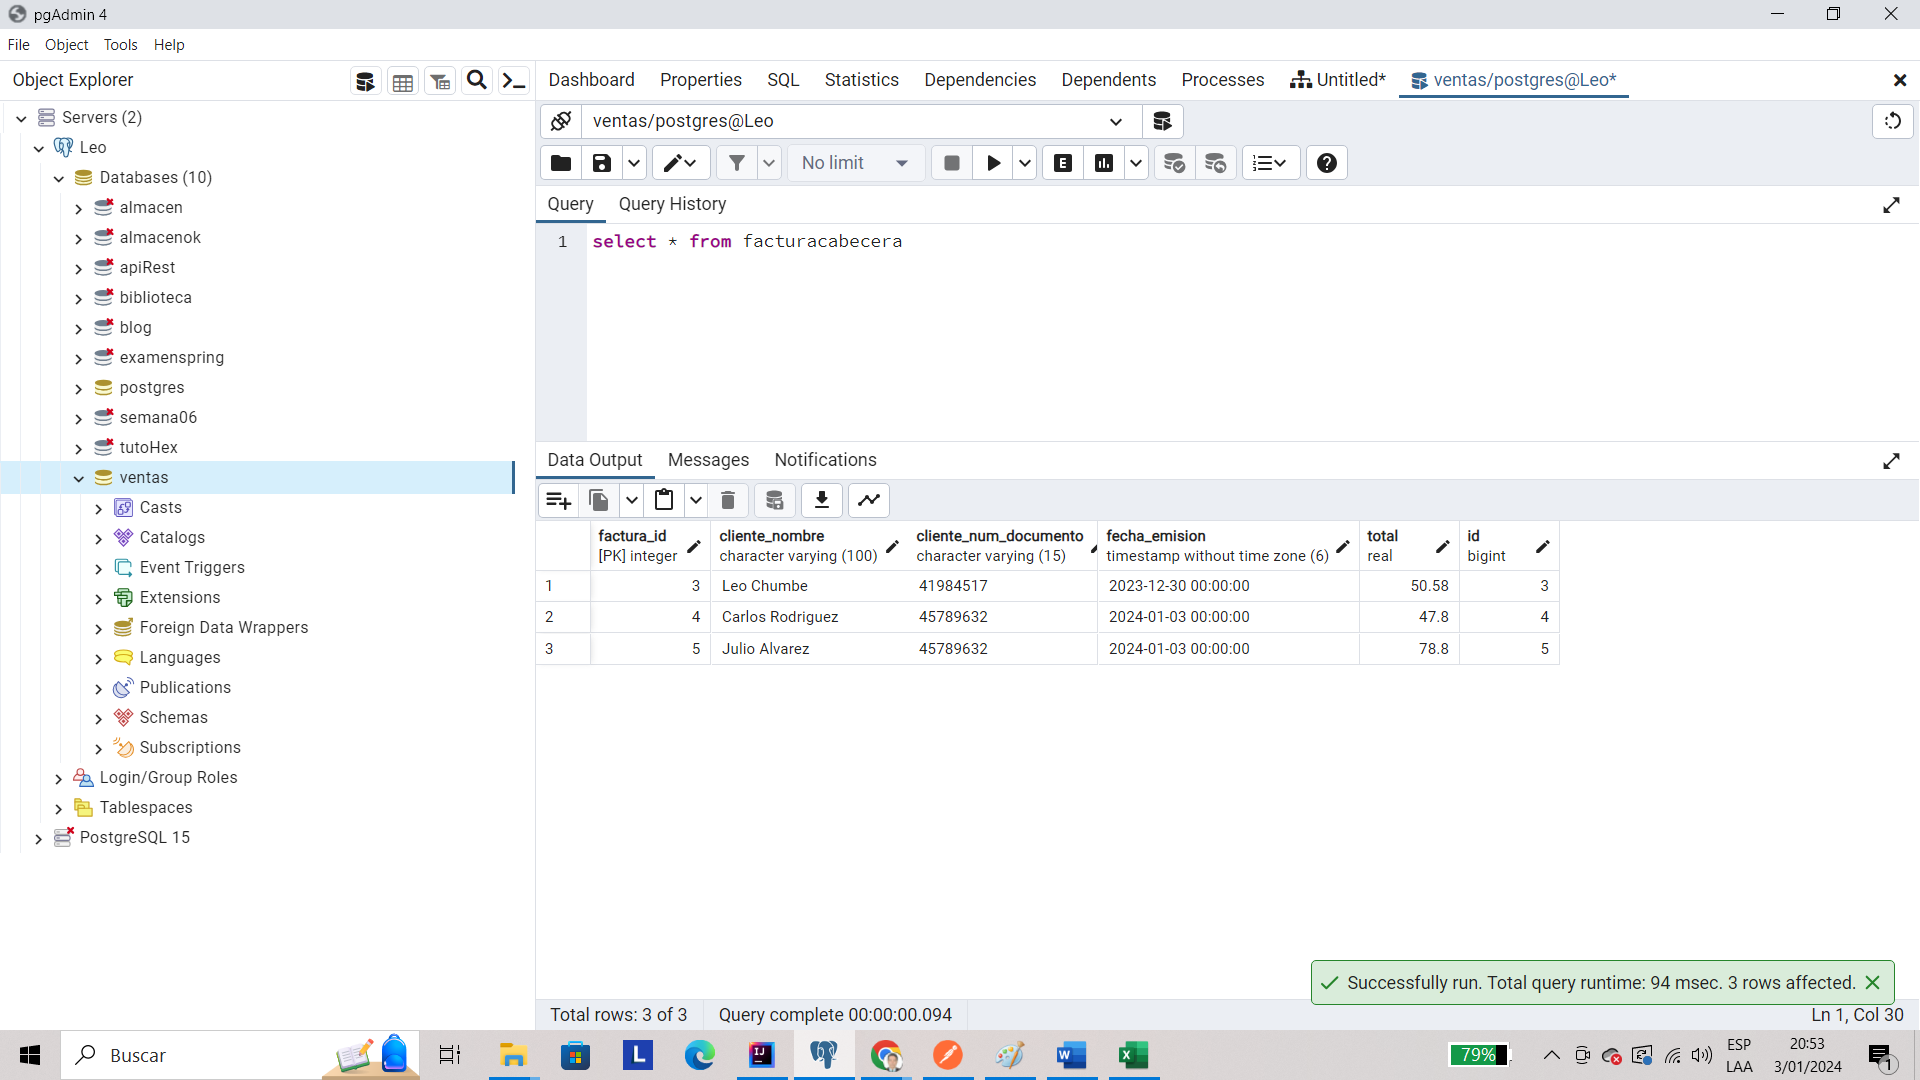 pgAdmin 4
File Object Tools Help
Object Explorer
Dashboard Properties SQL Statistics Dependencies Dependents Processes Untitled* ventas/postgres@Leo*
Servers (2)
Leo
Databases (10)
almacen
almacenok
apiRest
biblioteca
blog
examenspring
postgres
semana06
tutoHex
ventas
Casts
Catalogs
Event Triggers
Extensions
Foreign Data Wrappers
Languages
Publications
Schemas
Subscriptions
Login/Group Roles
Tablespaces
PostgreSQL 15
ventas/postgres@Leo
No limit
E
Query Query History
1 select * from facturacabecera
Data Output Messages Notifications
factura_id cliente_nombre cliente_num_documento fecha_emision total id
[PK] integer character varying (100) character varying (15) timestamp without time zone (6) real bigint
1 3 Leo Chumbe 41984517 2023-12-30 00:00:00 50.58 3
2 4 Carlos Rodriguez 45789632 2024-01-03 00:00:00 47.8 4
3 5 Julio Alvarez 45789632 2024-01-03 00:00:00 78.8 5
Successfully run. Total query runtime: 94 msec. 3 rows affected.
Total rows: 3 of 3 Query complete 00:00:00.094 Ln 1, Col 30
Buscar
L
IJ
W
X
79%
ESP
LAA
20:53
3/01/2024
1